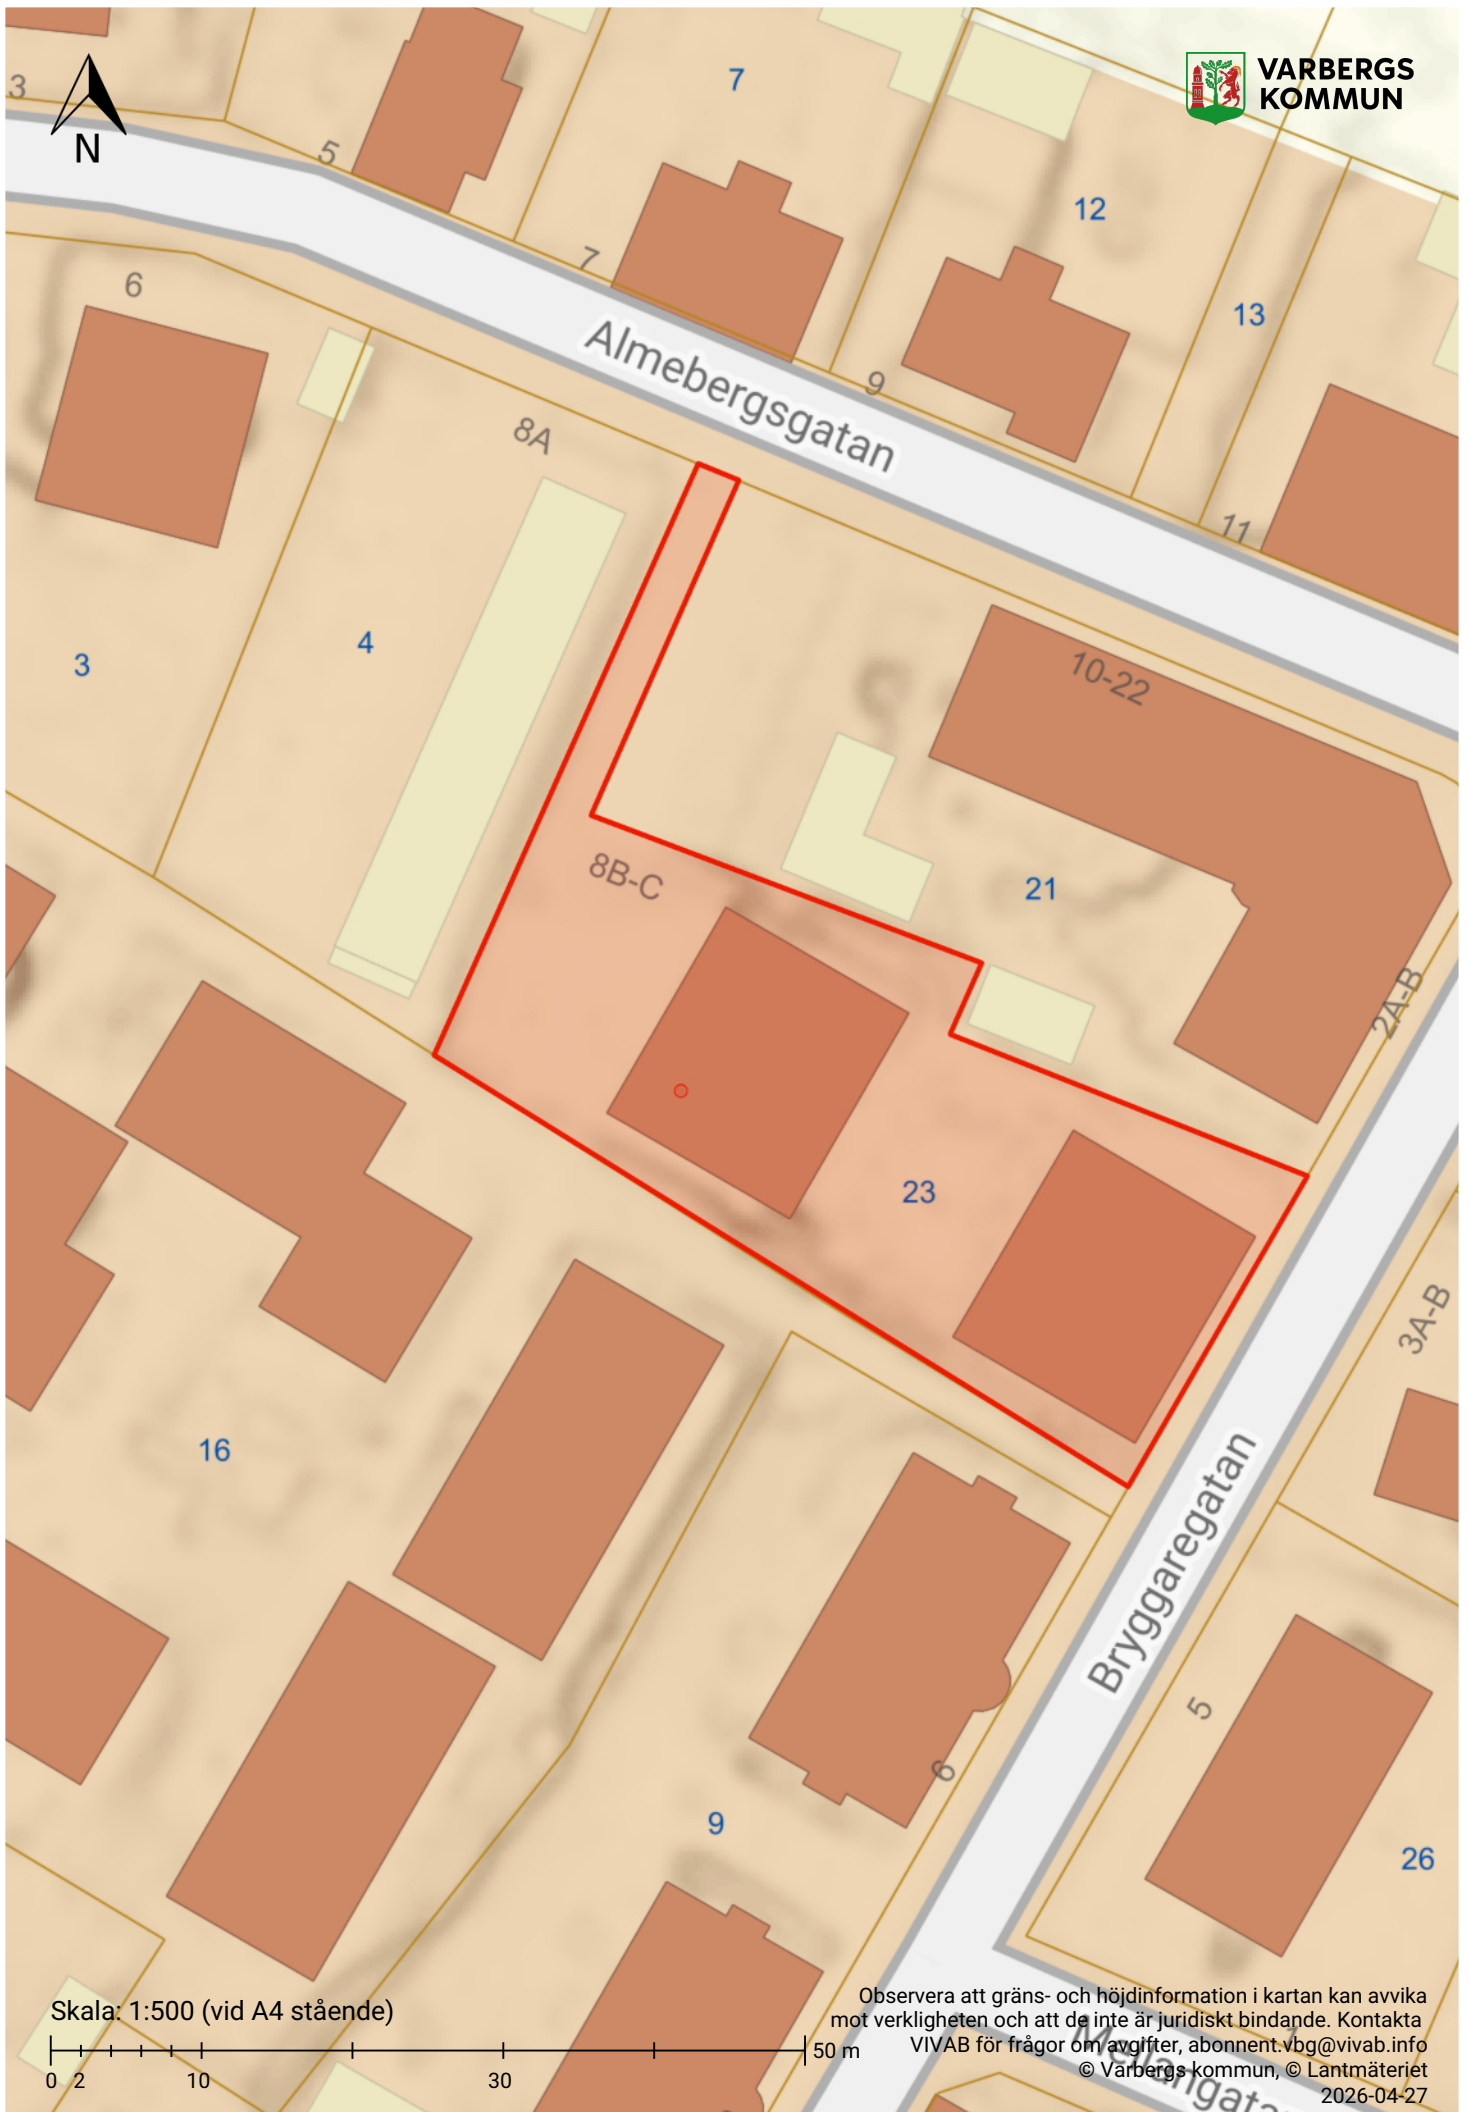 VARBERGS
KOMMUN
N
3
5
7
7
12
13
6
8A
9
11
Almebergsgatan
3
4
10-22
8B-C
21
2A-B
23
3A-B
16
Bryggaregatan
5
6
9
26
1
Skala: 1:500 (vid A4 stående)
0 2 10 30 50 m
Observera att gräns- och höjdinformation i kartan kan avvika
mot verkligheten och att de inte är juridiskt bindande. Kontakta
VIVAB för frågor om avgifter, abonnent.vbg@vivab.info
© Varbergs kommun, © Lantmäteriet
2026-04-27